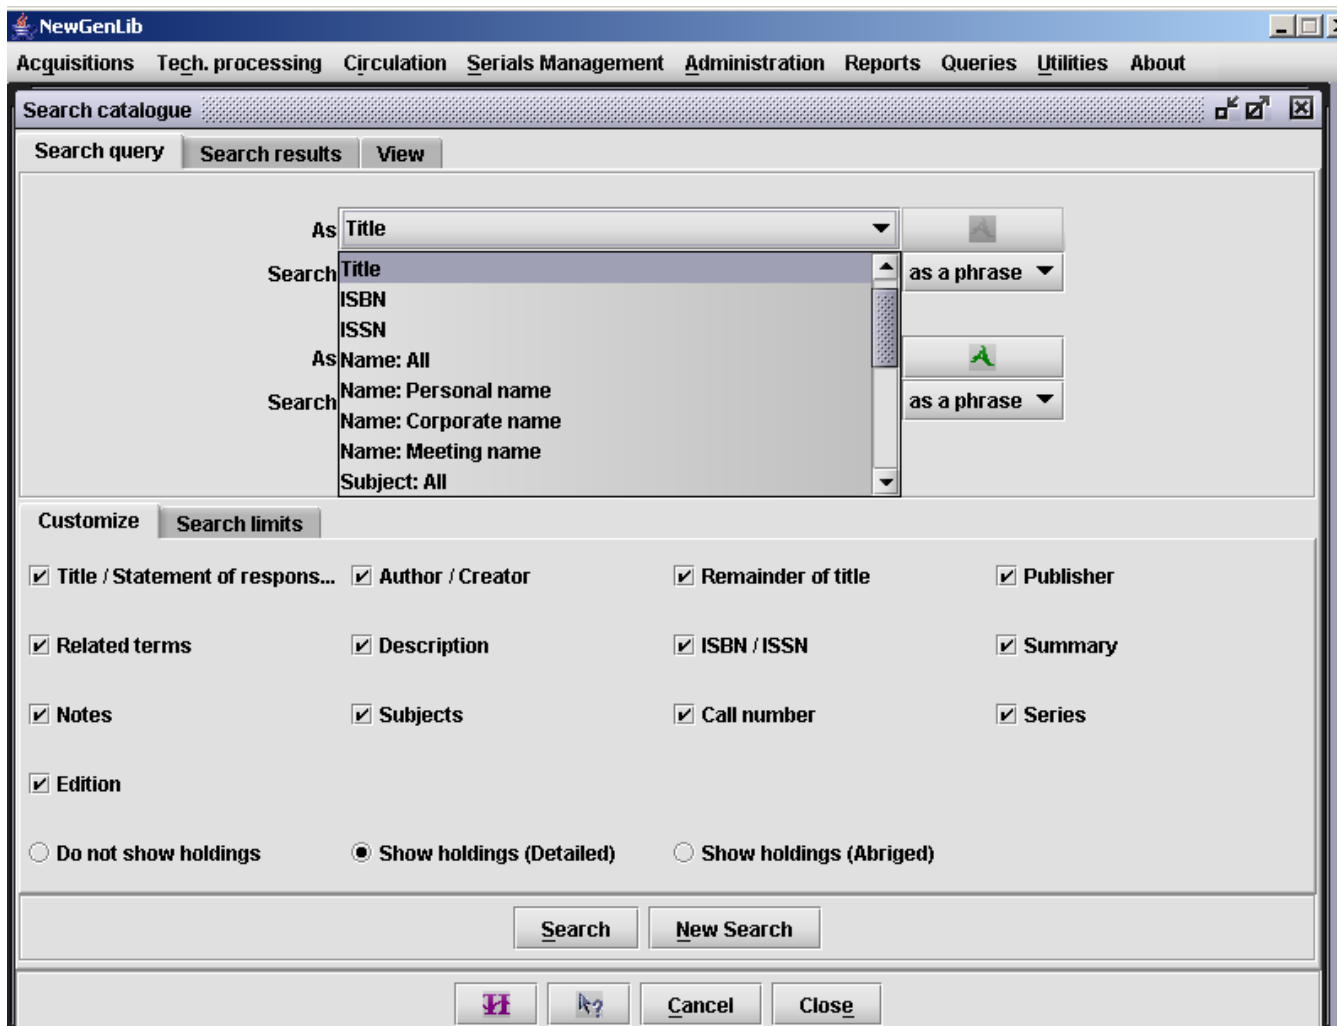 NewGenLib
Acquisitions Tech. processing Circulation Serials Management Administration Reports Queries Utilities About
Search catalogue
Search query Search results View
As Title
Search as a phrase
Title
ISBN
ISSN
Name: All
Name: Personal name
Name: Corporate name
Name: Meeting name
Subject: All
As
Search as a phrase
Customize Search limits
Title / Statement of respons... Author / Creator Remainder of title Publisher
Related terms Description ISBN / ISSN Summary
Notes Subjects Call number Series
Edition
Do not show holdings Show holdings (Detailed) Show holdings (Abriged)
Search New Search
Cancel Close